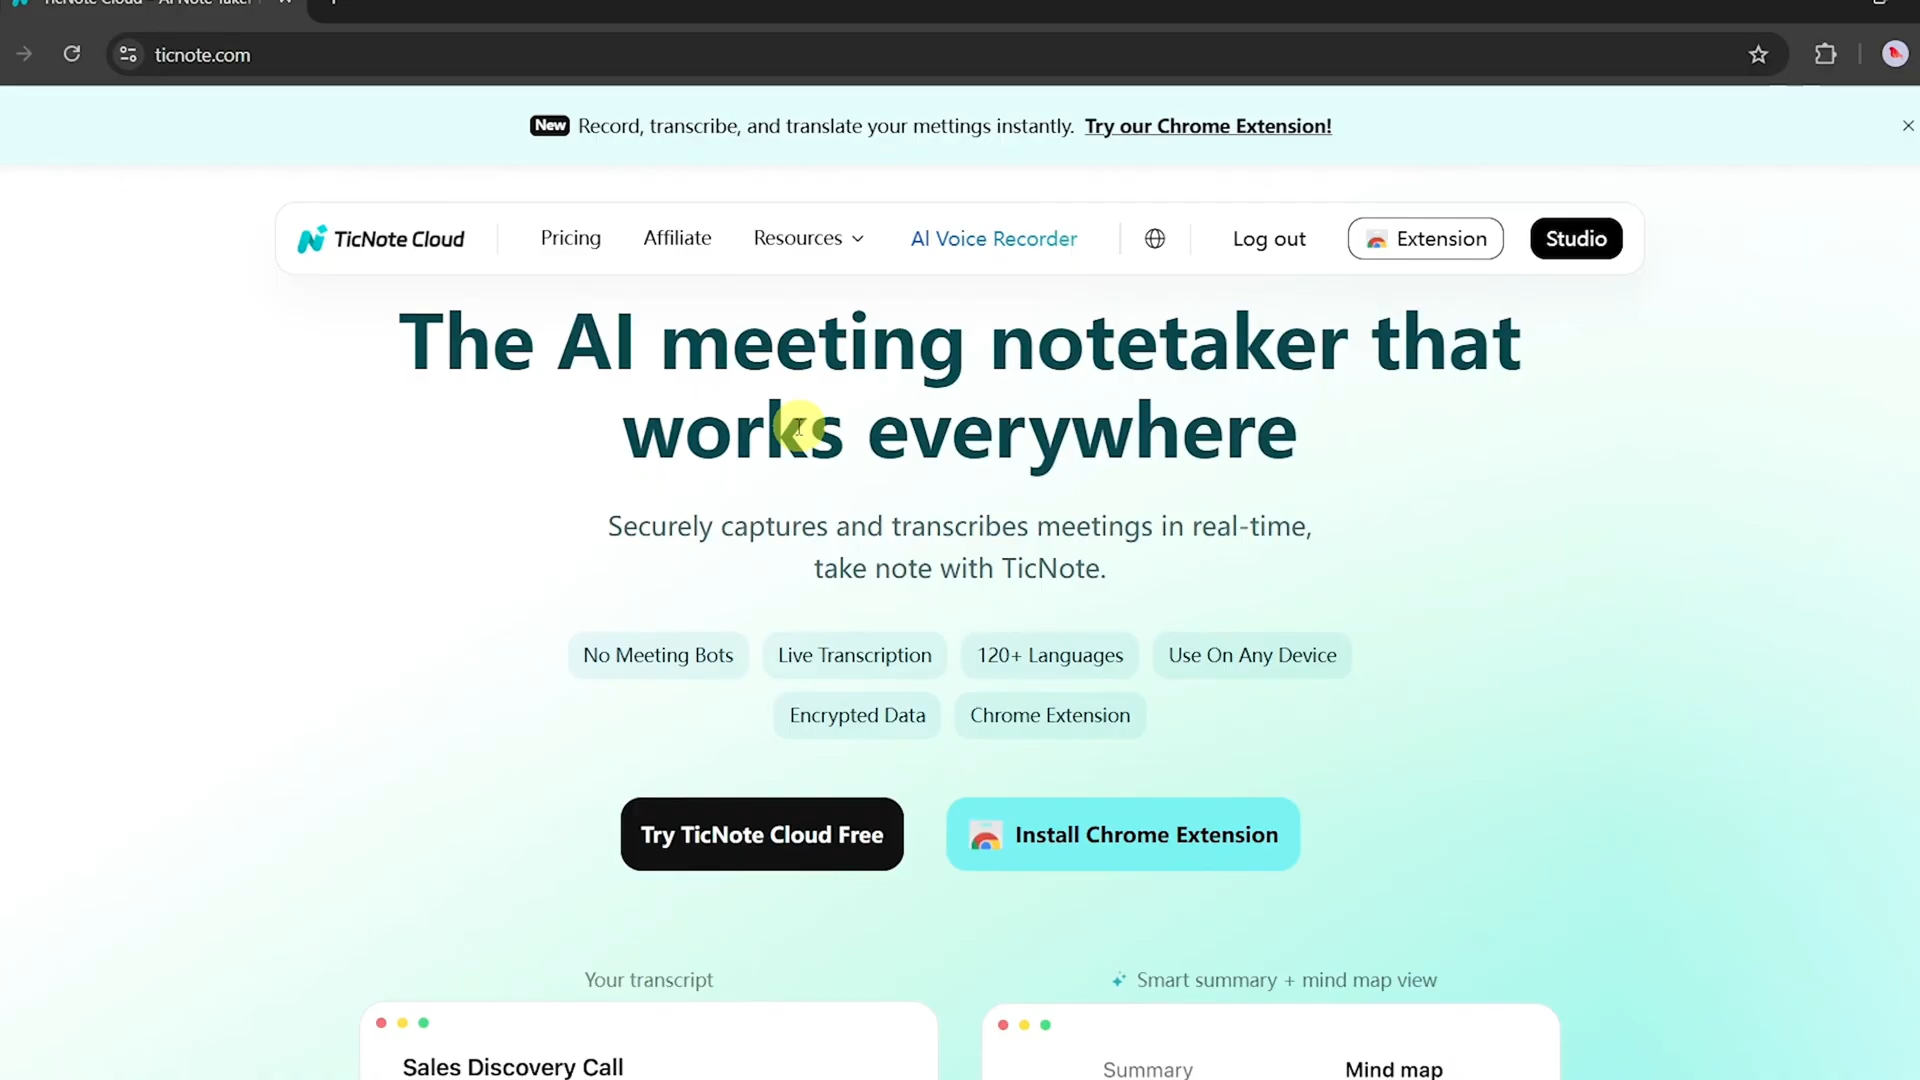 ticnote.com
New Record, transcribe, and translate your mettings instantly. Try our Chrome Extension!
TicNote Cloud Pricing Affiliate Resources AI Voice Recorder Log out Extension Studio
The AI meeting notetaker that
works everywhere
Securely captures and transcribes meetings in real-time,
take note with TicNote.
No Meeting Bots Live Transcription 120+ Languages Use On Any Device
Encrypted Data Chrome Extension
Try TicNote Cloud Free Install Chrome Extension
Your transcript Smart summary + mind map view
Sales Discovery Call Summary Mind map